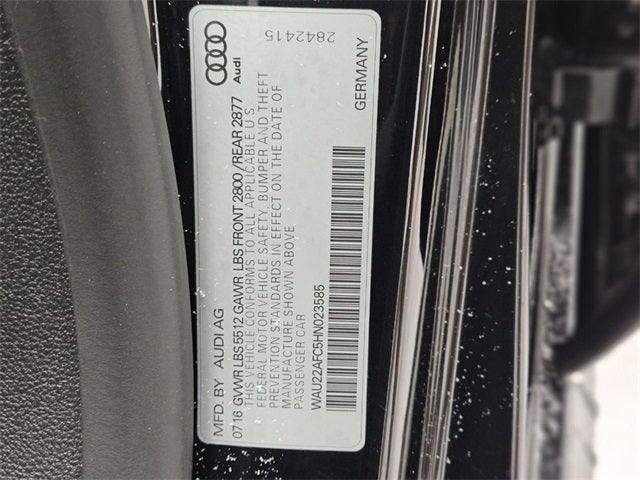 MFD. BY AUDI AG
Audi
0716 GVWR LBS 5512 GAWR LBS FRONT 2800/REAR 2877
THIS VEHICLE CONFORMS TO ALL APPLICABLE U S
FEDERAL MOTOR VEHICLE SAFETY, BUMPER AND THEFT
PREVENTION STANDARDS IN EFFECT ON THE DATE OF
MANUFACTURE SHOWN ABOVE
PASSENGER CAR
2842415
WAU22AFC5HN023585
GERMANY